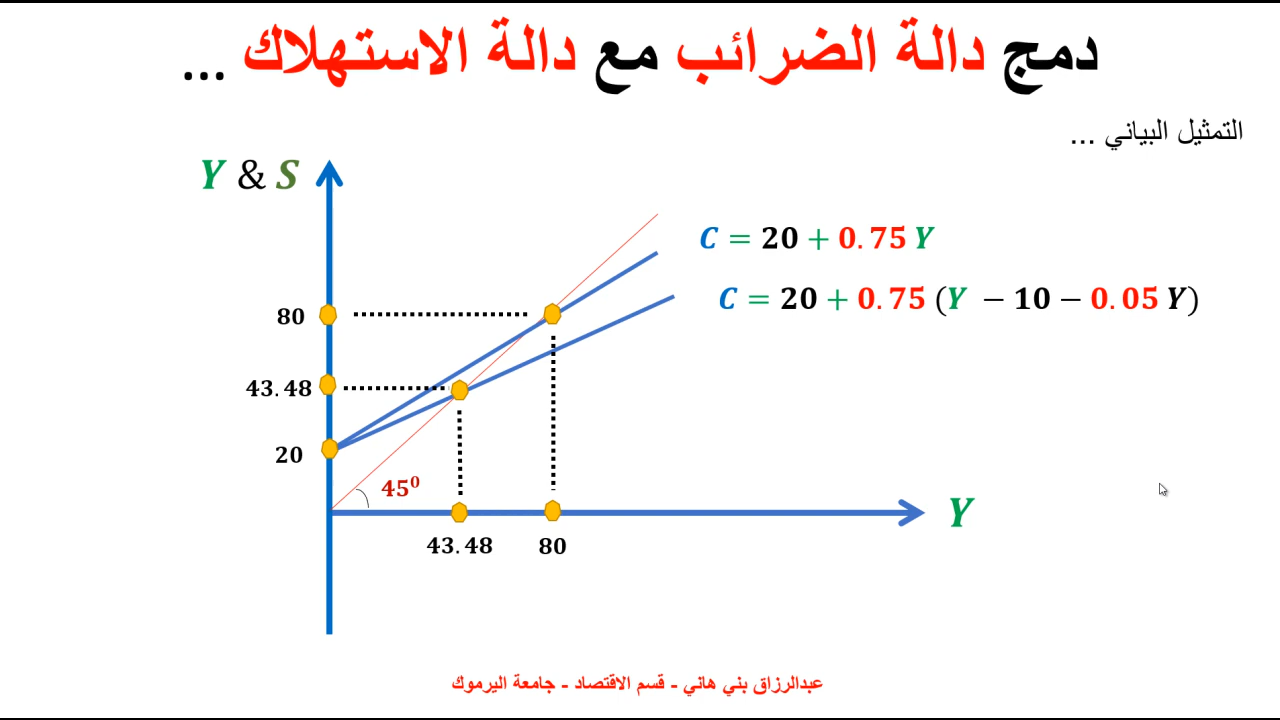 دمج دالة الضرائب مع دالة الاستهلاك ...
التمثيل البياني ...
Y & S
C = 20 + 0.75 Y
C = 20 + 0.75 (Y − 10 − 0.05 Y)
80
43.48
20
45⁰
Y
43.48 80
عبدالرزاق بني هاني - قسم الاقتصاد - جامعة اليرموك